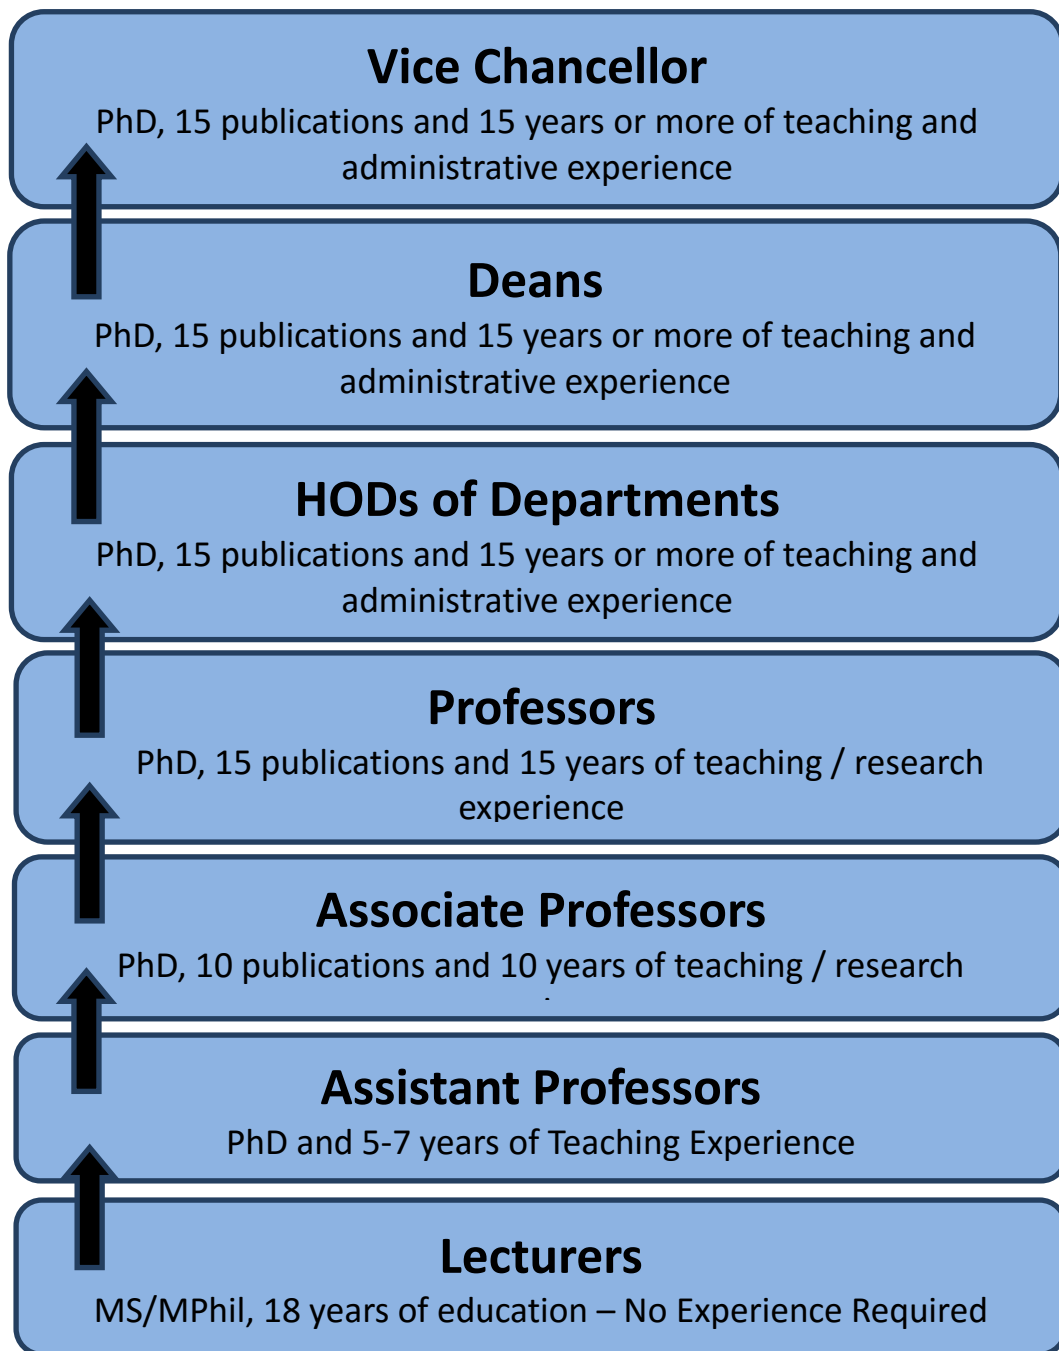 Vice Chancellor
PhD, 15 publications and 15 years or more of teaching and
administrative experience
Deans
PhD, 15 publications and 15 years or more of teaching and
administrative experience
HODs of Departments
PhD, 15 publications and 15 years or more of teaching and
administrative experience
Professors
PhD, 15 publications and 15 years of teaching / research
experience
Associate Professors
PhD, 10 publications and 10 years of teaching / research
Assistant Professors
PhD and 5-7 years of Teaching Experience
Lecturers
MS/MPhil, 18 years of education – No Experience Required